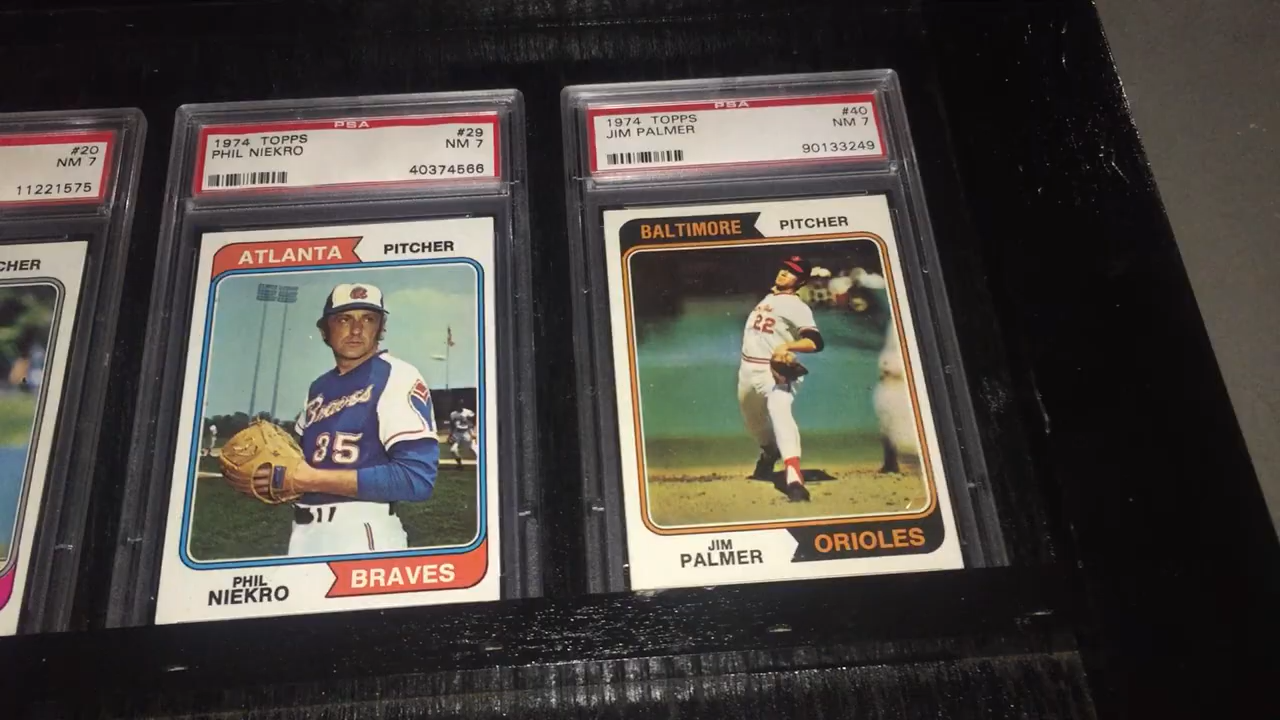 #20
NM 7
11221575
CHER
PSA
1974 TOPPS
PHIL NIEKRO
#29
NM 7
40374566
ATLANTA
PITCHER
Braves
35
PHIL
NIEKRO
BRAVES
PSA
1974 TOPPS
JIM PALMER
#40
NM 7
90133249
BALTIMORE
PITCHER
22
JIM
PALMER
ORIOLES